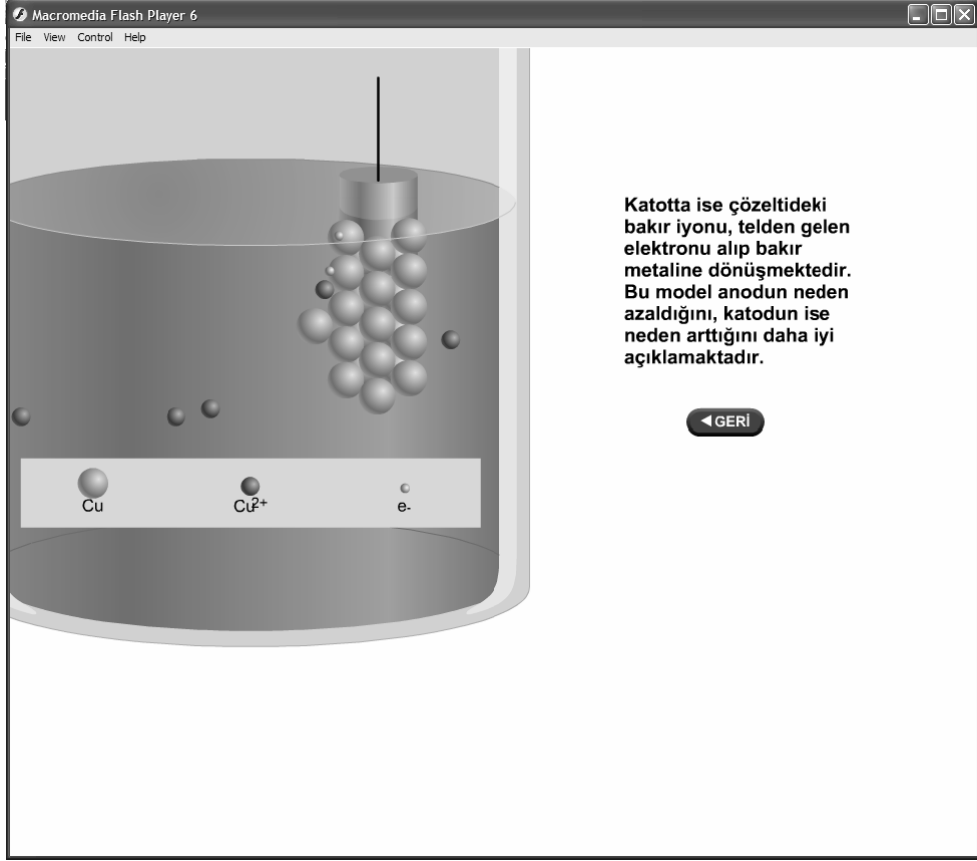 Macromedia Flash Player 6
File View Control Help
Katotta ise çözeltideki
bakır iyonu, telden gelen
elektronu alıp bakır
metaline dönüşmektedir.
Bu model anodun neden
azaldığını, katodun ise
neden arttığını daha iyi
açıklamaktadır.
GERİ
Cu Cu2+ e-